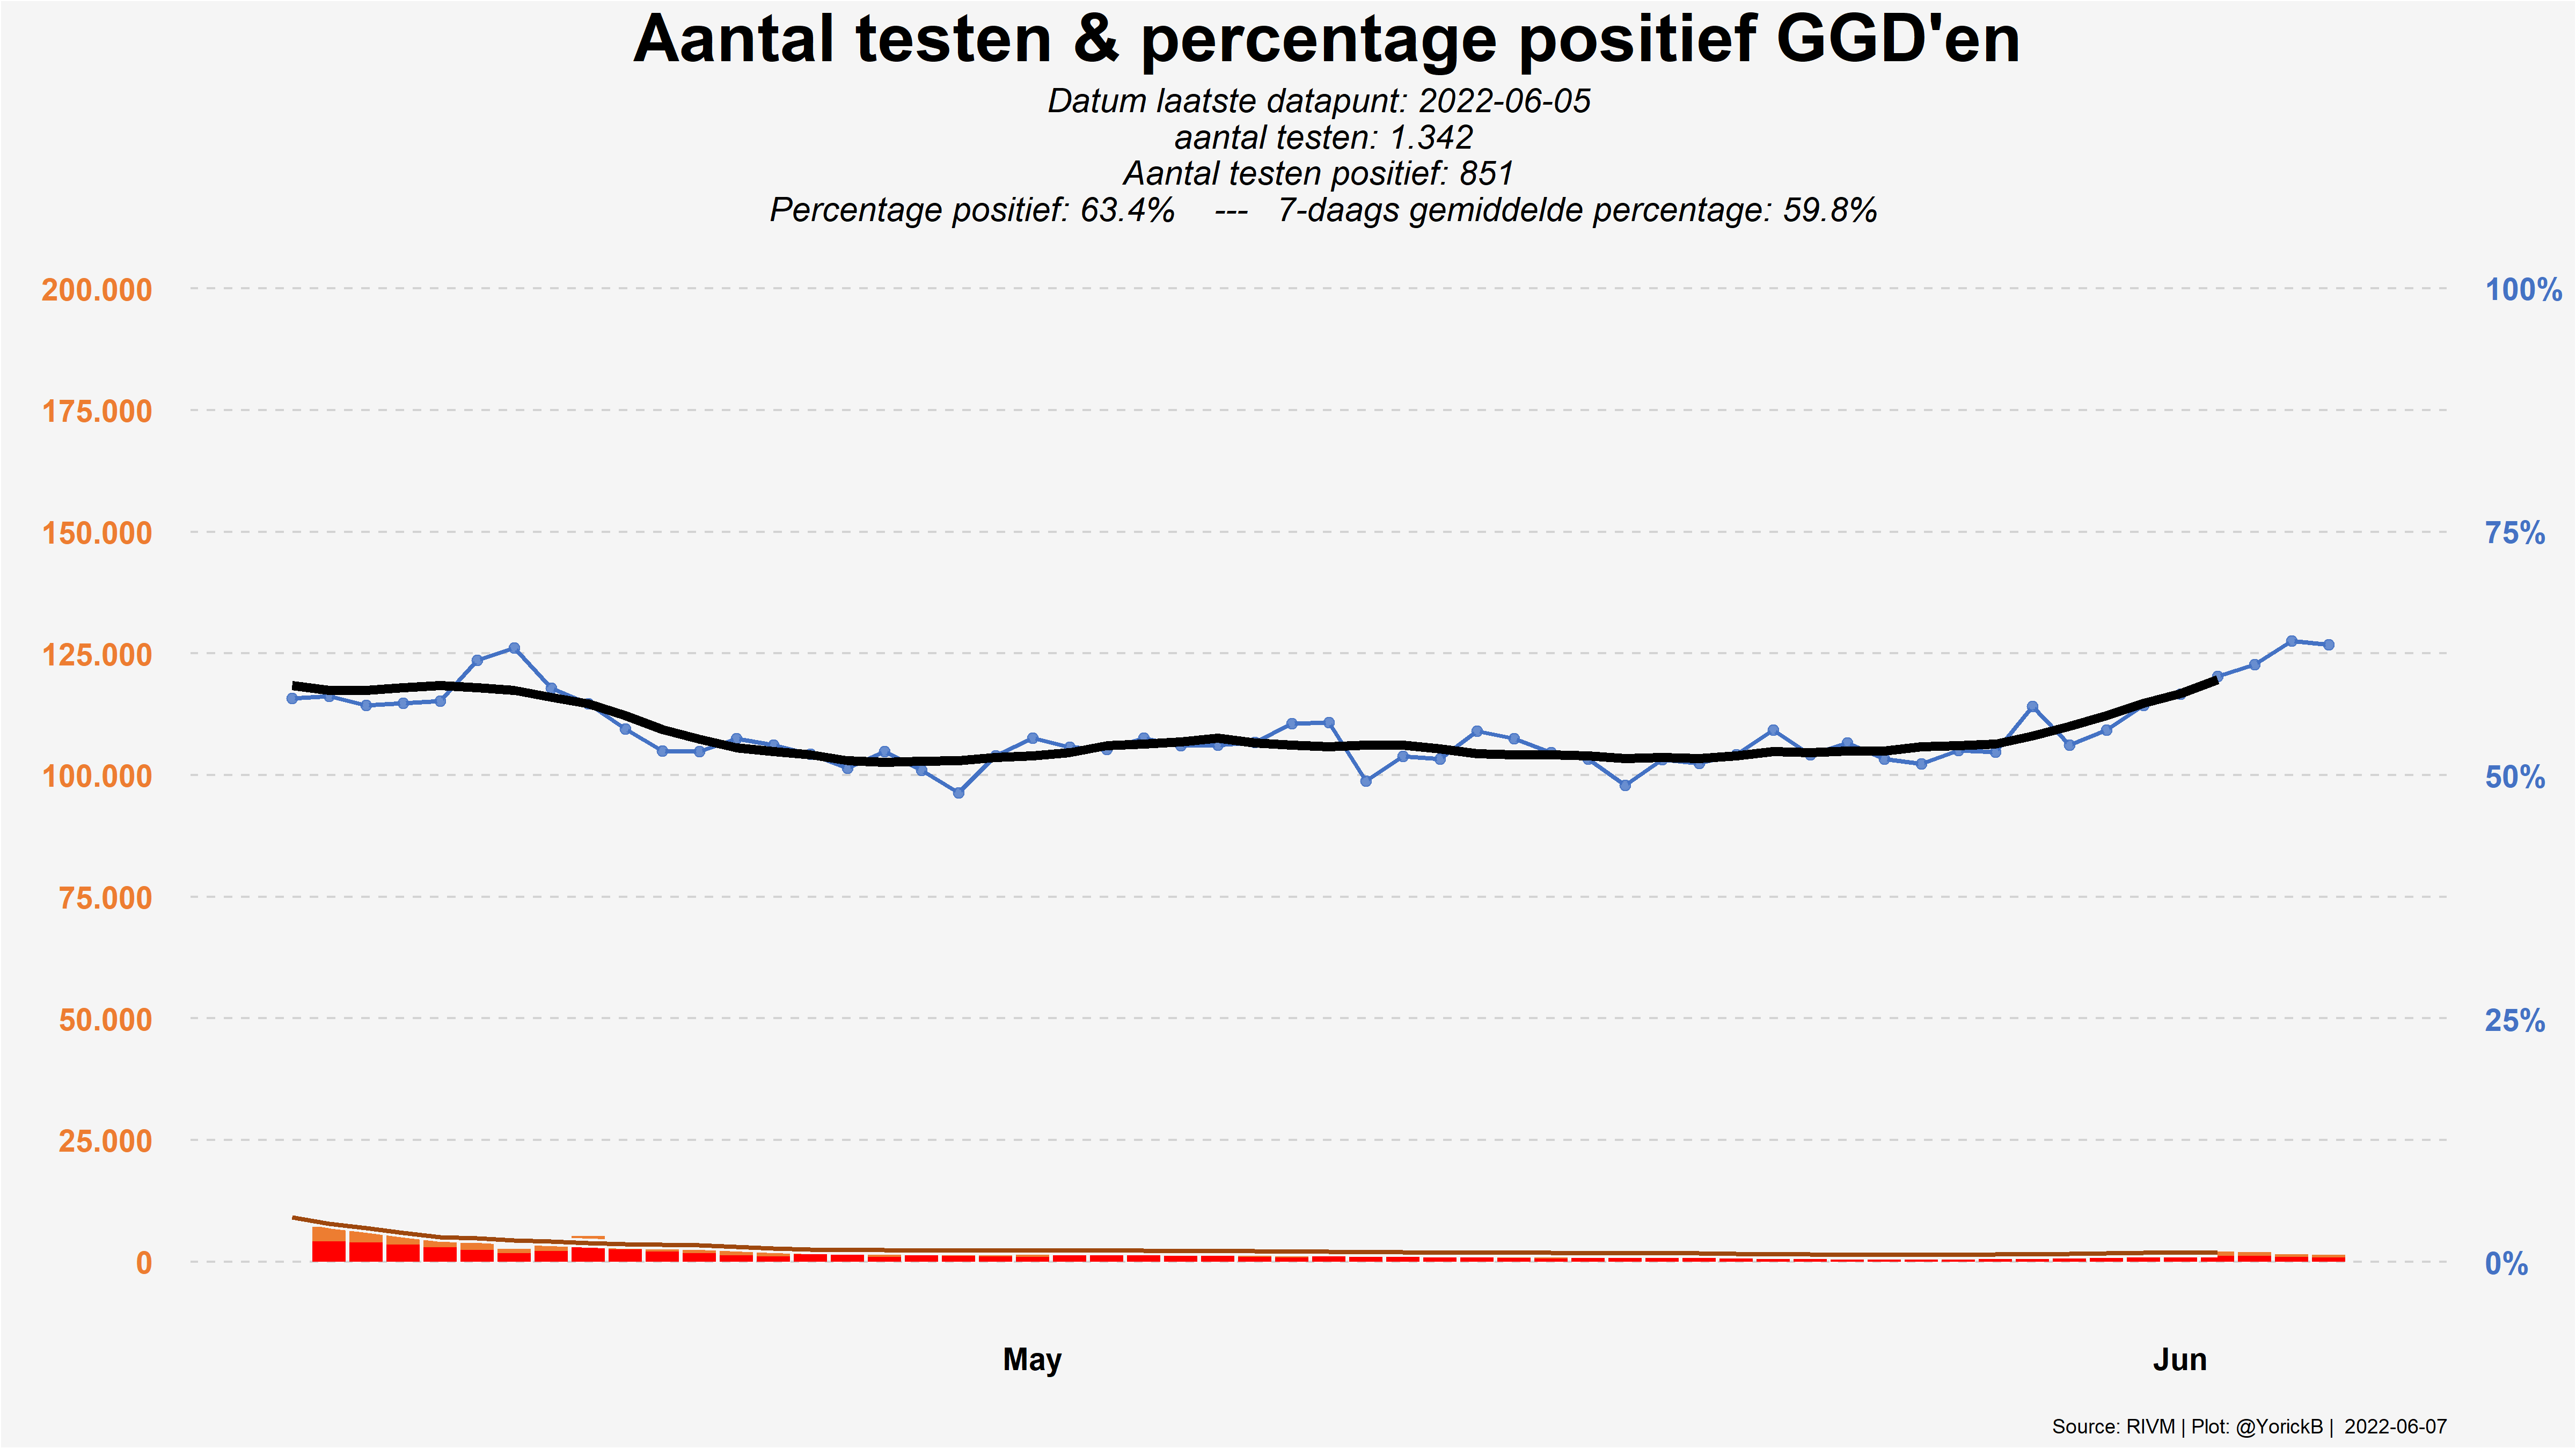 Aantal testen & percentage positief GGD'en
Datum laatste datapunt: 2022-06-05
aantal testen: 1.342
Aantal testen positief: 851
Percentage positief: 63.4% --- 7-daags gemiddelde percentage: 59.8%
200.000
100%
175.000
150.000
75%
125.000
100.000
50%
75.000
50.000
25%
25.000
0
0%
May
Jun
Source: RIVM | Plot: @YorickB | 2022-06-07